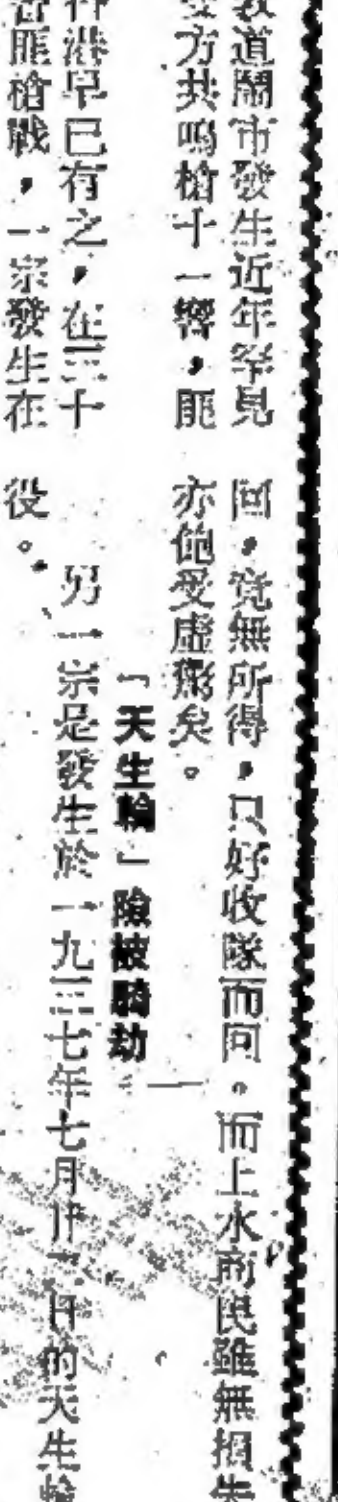 道鬧市發生近年罕見
方共鳴槍十一響，匪
港早已有之，在三十
匪槍戰，一宗發生在
回，竟無所得，只好收隊而回。而上水商民雖無損失
亦飽受虛驚矣。
「天生輪」險被騎劫
另一宗是發生於一九三七年七月廿日的天生輪
役。